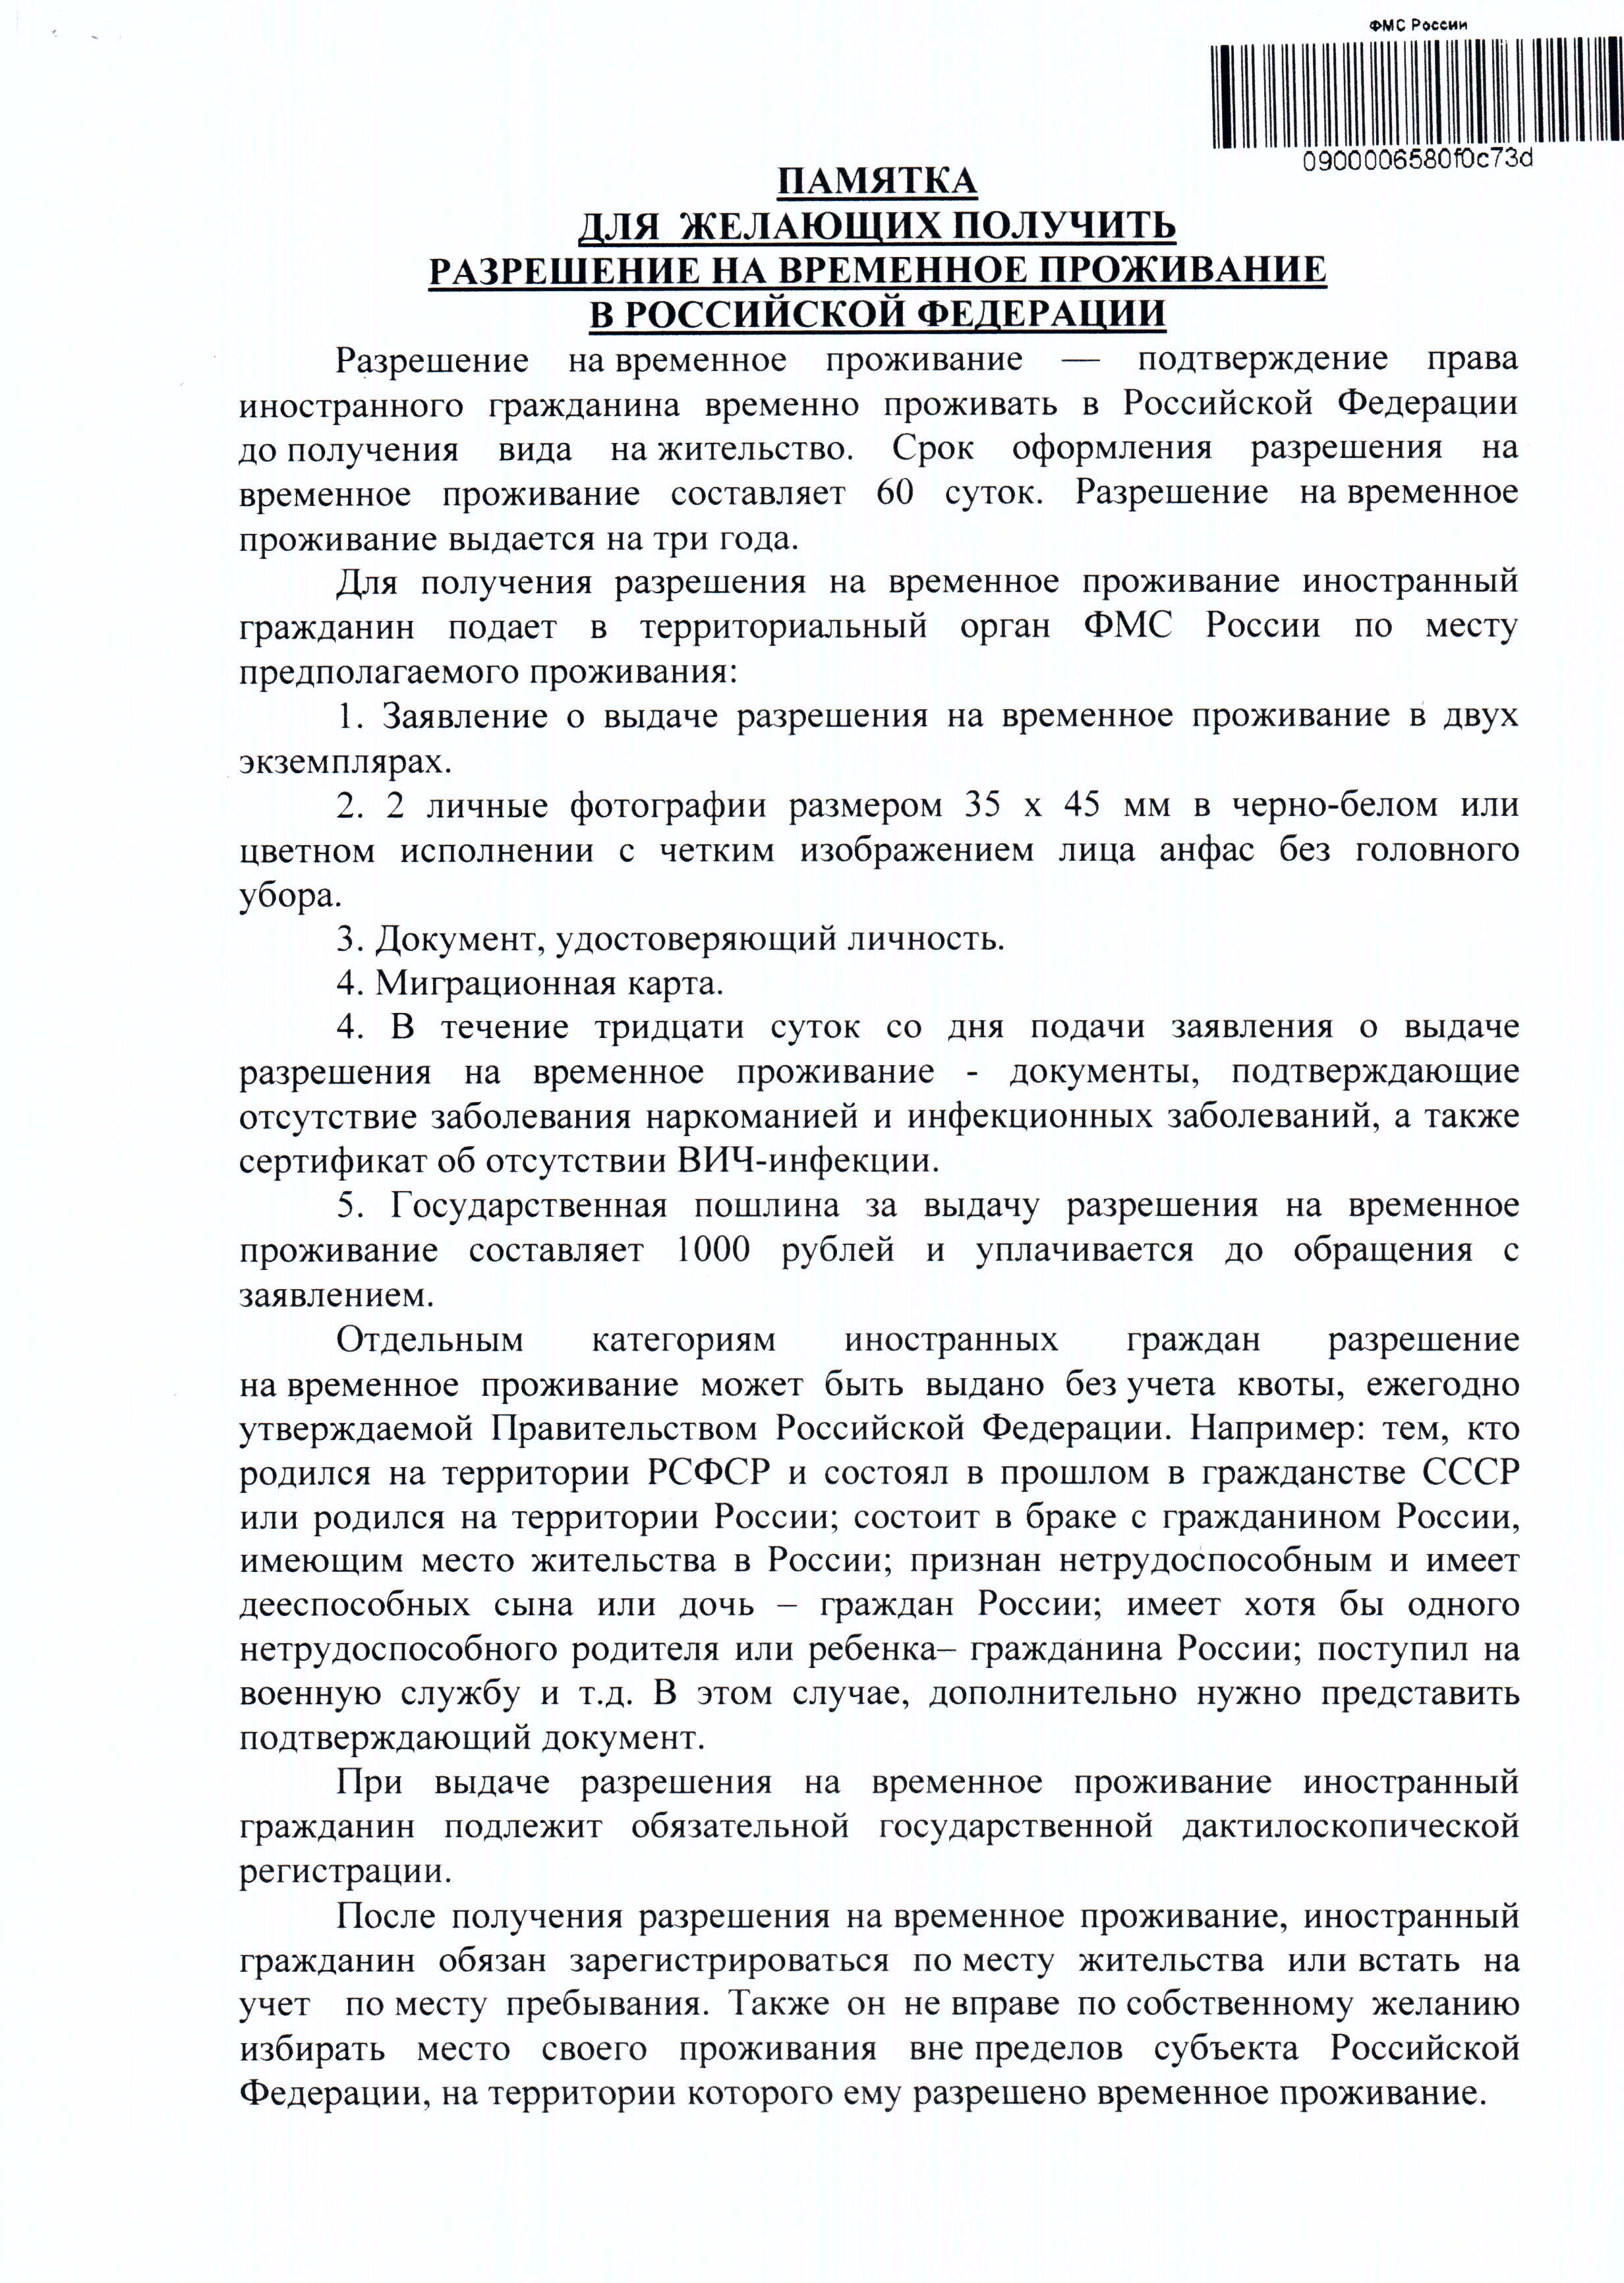 ФМС России
0900006580f0c73d
ПАМЯТКА
ДЛЯ ЖЕЛАЮЩИХ ПОЛУЧИТЬ
РАЗРЕШЕНИЕ НА ВРЕМЕННОЕ ПРОЖИВАНИЕ
В РОССИЙСКОЙ ФЕДЕРАЦИИ
Разрешение на временное проживание — подтверждение права
иностранного гражданина временно проживать в Российской Федерации
до получения вида на жительство. Срок оформления разрешения на
временное проживание составляет 60 суток. Разрешение на временное
проживание выдается на три года.
Для получения разрешения на временное проживание иностранный
гражданин подает в территориальный орган ФМС России по месту
предполагаемого проживания:
1. Заявление о выдаче разрешения на временное проживание в двух
экземплярах.
2. 2 личные фотографии размером 35 х 45 мм в черно-белом или
цветном исполнении с четким изображением лица анфас без головного
убора.
3. Документ, удостоверяющий личность.
4. Миграционная карта.
4. В течение тридцати суток со дня подачи заявления о выдаче
разрешения на временное проживание - документы, подтверждающие
отсутствие заболевания наркоманией и инфекционных заболеваний, а также
сертификат об отсутствии ВИЧ-инфекции.
5. Государственная пошлина за выдачу разрешения на временное
проживание составляет 1000 рублей и уплачивается до обращения с
заявлением.
Отдельным категориям иностранных граждан разрешение
на временное проживание может быть выдано без учета квоты, ежегодно
утверждаемой Правительством Российской Федерации. Например: тем, кто
родился на территории РСФСР и состоял в прошлом в гражданстве СССР
или родился на территории России; состоит в браке с гражданином России,
имеющим место жительства в России; признан нетрудоспособным и имеет
дееспособных сына или дочь – граждан России; имеет хотя бы одного
нетрудоспособного родителя или ребенка– гражданина России; поступил на
военную службу и т.д. В этом случае, дополнительно нужно представить
подтверждающий документ.
При выдаче разрешения на временное проживание иностранный
гражданин подлежит обязательной государственной дактилоскопической
регистрации.
После получения разрешения на временное проживание, иностранный
гражданин обязан зарегистрироваться по месту жительства или встать на
учет по месту пребывания. Также он не вправе по собственному желанию
избирать место своего проживания вне пределов субъекта Российской
Федерации, на территории которого ему разрешено временное проживание.